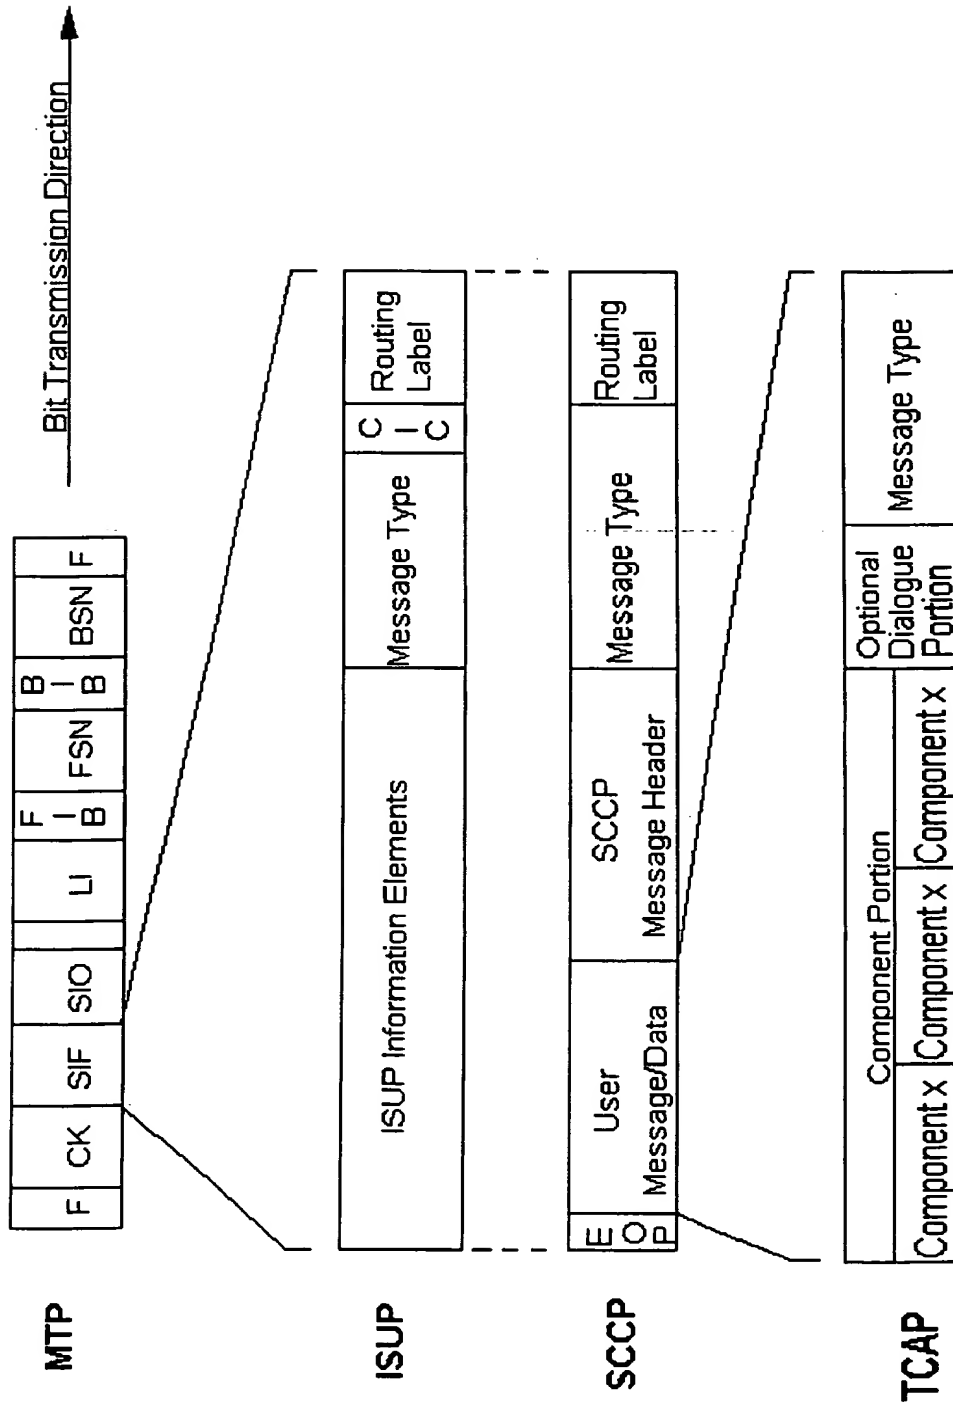 Bit Transmission Direction
MTP
F
CK
SIF
SIO
LI
F
I
B
FSN
B
I
B
BSN
F
ISUP
ISUP Information Elements
Message Type
C
I
C
Routing
Label
SCCP
E
O
P
User
Message/Data
SCCP
Message Header
Message Type
Routing
Label
TCAP
Component Portion
Component x
Component x
Component x
Optional
Dialogue
Portion
Message Type